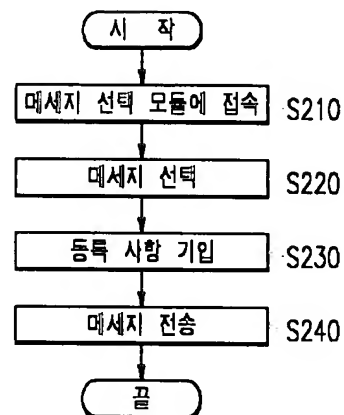 시 작
메세지 선택 모듈에 접속 S210
메세지 선택 S220
등록 사항 기입 S230
메세지 전송 S240
끝